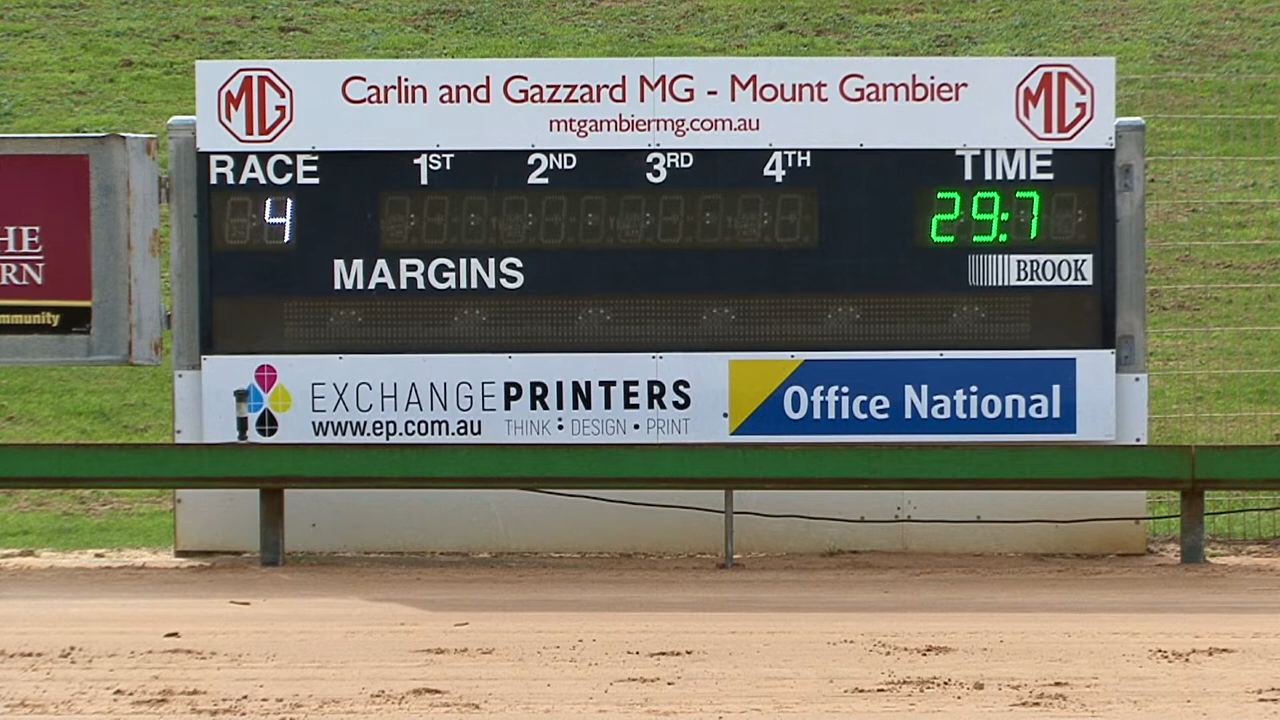 MG Carlin and Gazzard MG - Mount Gambier MG
mtgambiermg.com.au
RACE 1ST 2ND 3RD 4TH TIME
4 29:7
MARGINS BROOK
HE
RN
mmunity
EXCHANGEPRINTERS
www.ep.com.au THINK : DESIGN • PRINT
Office National